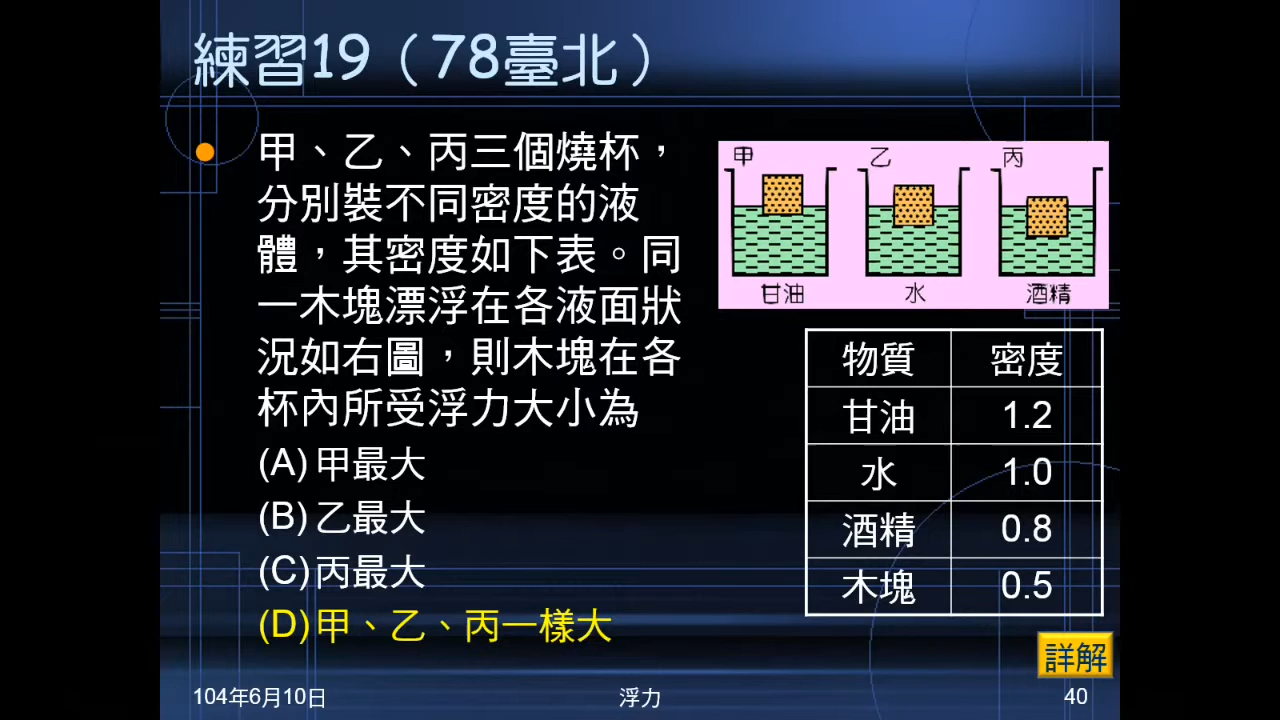 練習19（78臺北）
甲、乙、丙三個燒杯，
分別裝不同密度的液
體，其密度如下表。同
一木塊漂浮在各液面狀
況如右圖，則木塊在各
杯內所受浮力大小為
(A) 甲最大
(B) 乙最大
(C) 丙最大
(D) 甲、乙、丙一樣大
甲 乙 丙
甘油 水 酒精
物質 密度
甘油 1.2
水 1.0
酒精 0.8
木塊 0.5
詳解
104年6月10日 浮力 40